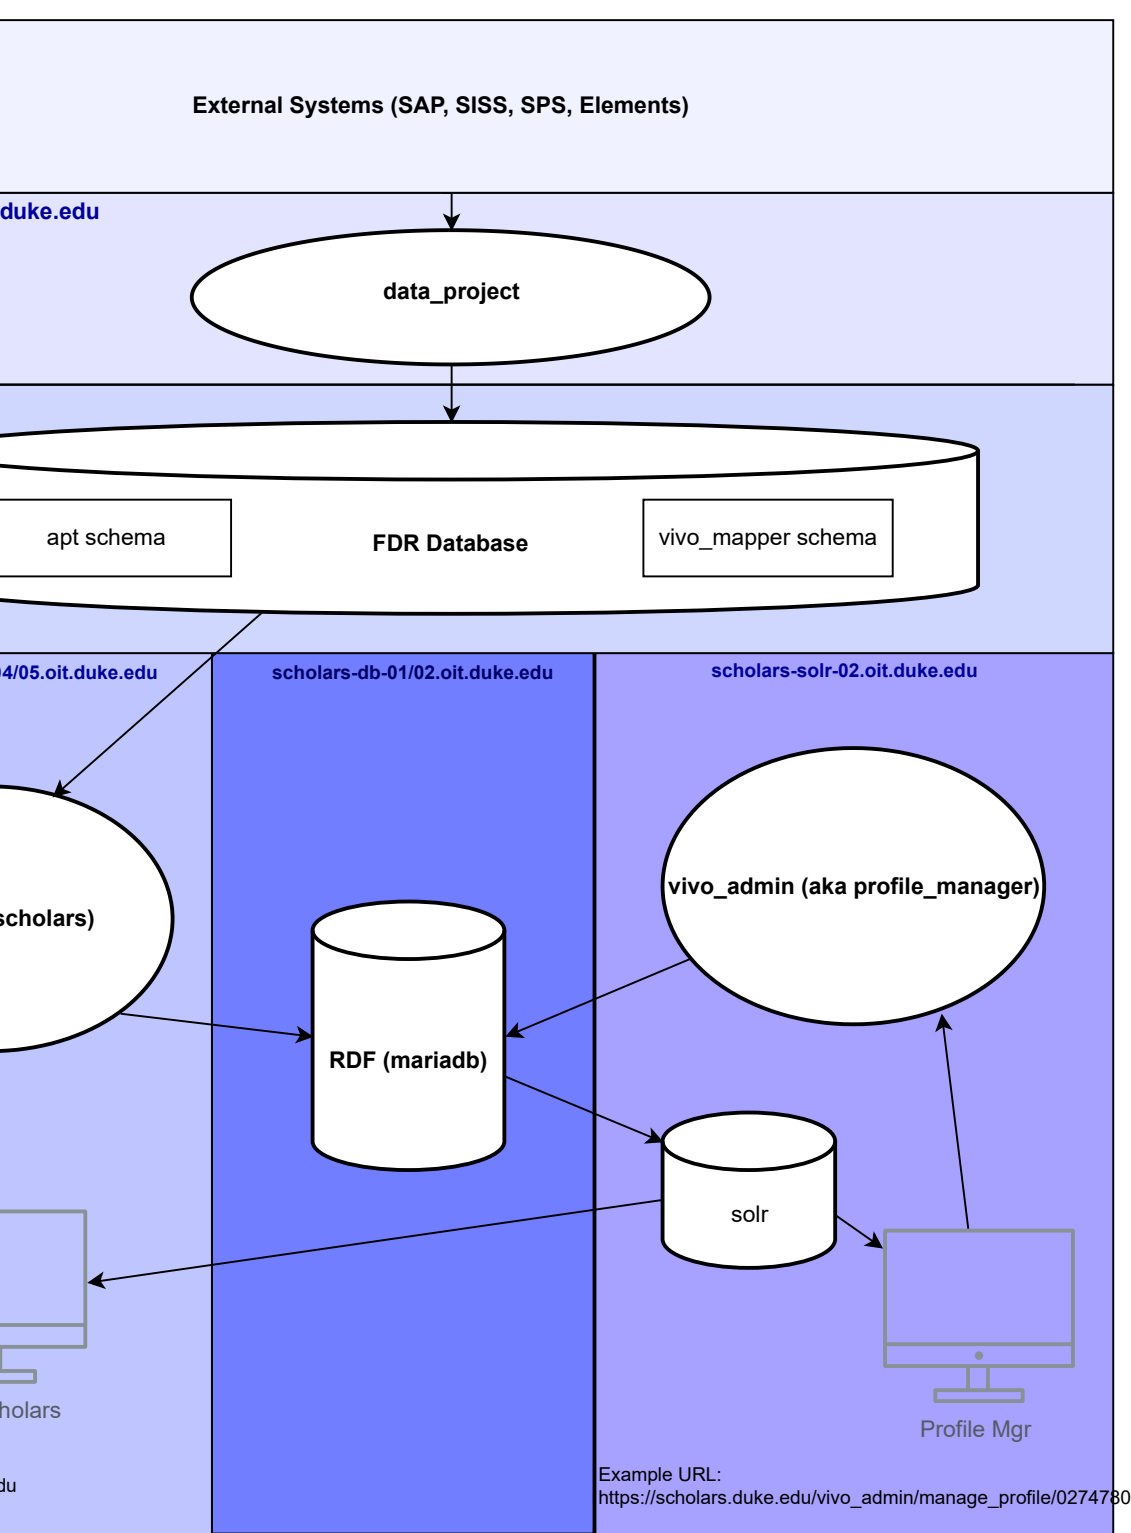 External Systems (SAP, SISS, SPS, Elements)
duke.edu
data_project
apt schema
FDR Database
vivo_mapper schema
4/05.oit.duke.edu
scholars-db-01/02.oit.duke.edu
scholars-solr-02.oit.duke.edu
vivo_admin (aka profile_manager)
scholars)
RDF (mariadb)
solr
holars
Profile Mgr
du
Example URL:
https://scholars.duke.edu/vivo_admin/manage_profile/0274780